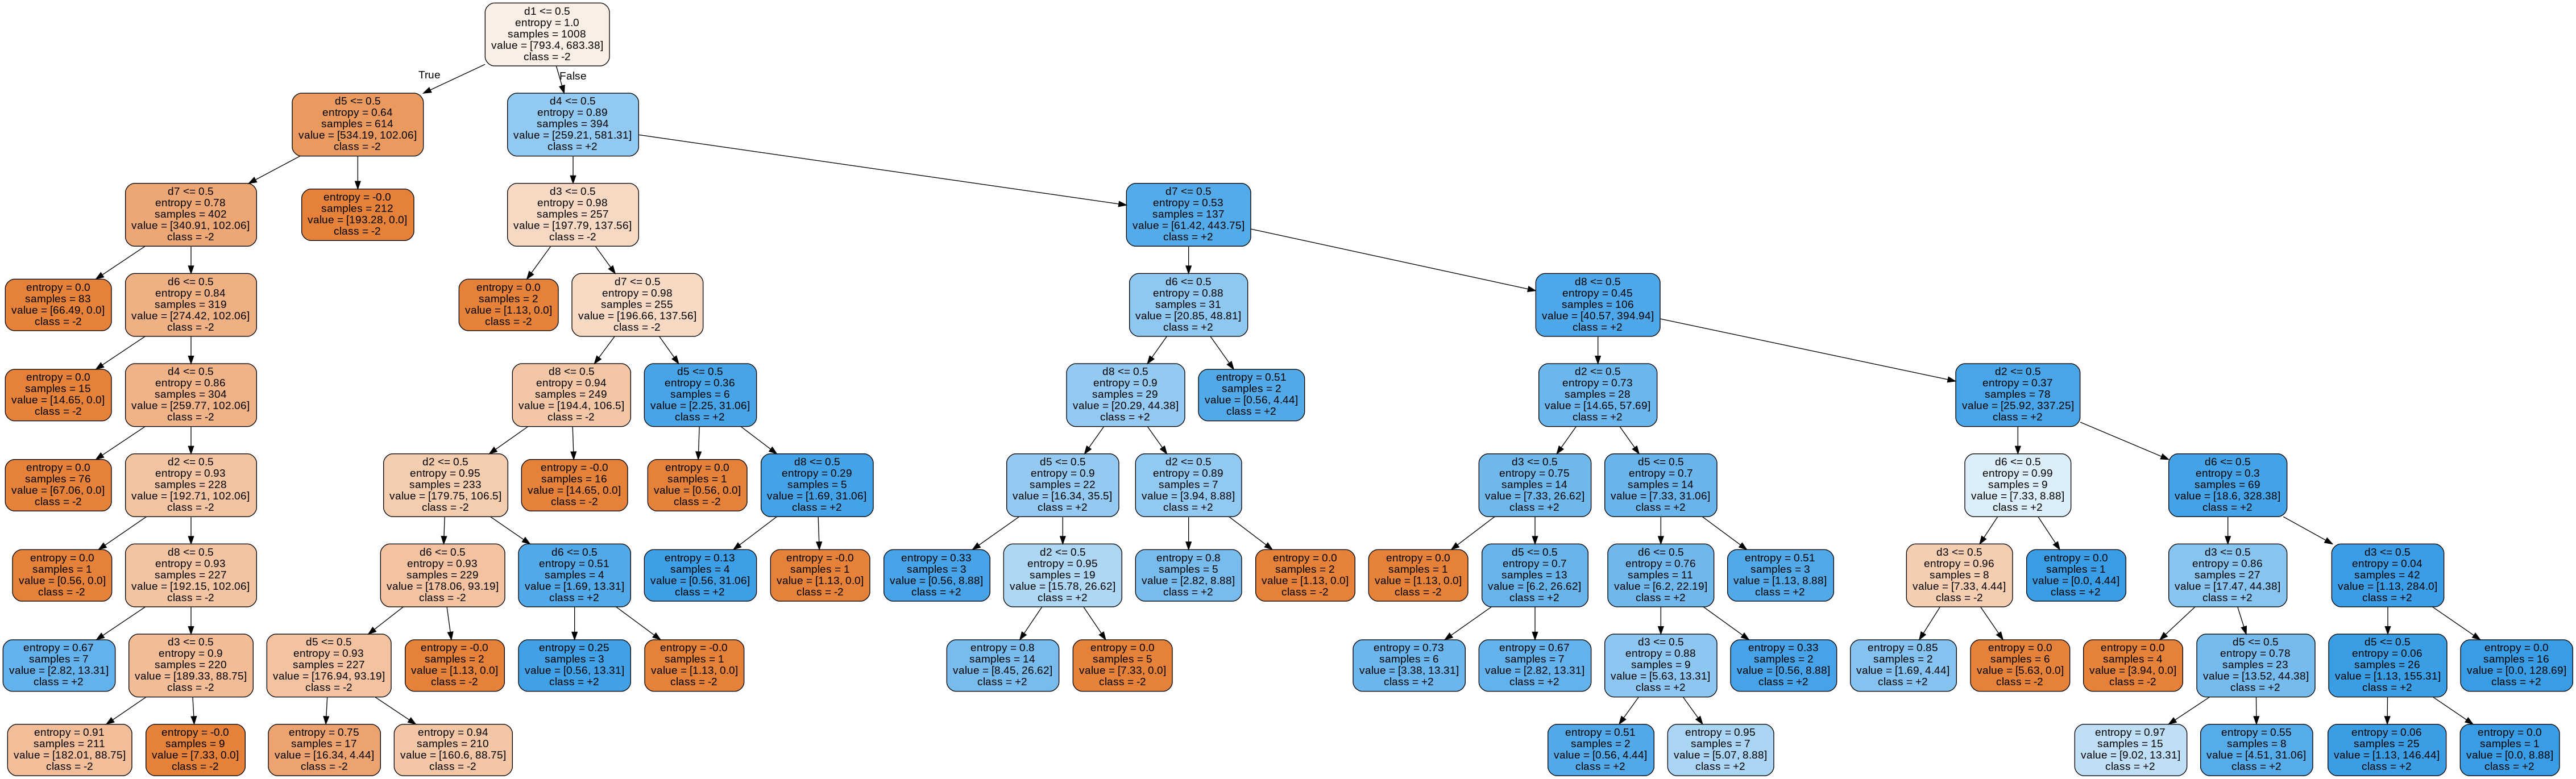 d1 <= 0.5
entropy = 1.0
samples = 1008
value = [793.4, 683.38]
class = -2
True
False
d5 <= 0.5
entropy = 0.64
samples = 614
value = [534.19, 102.06]
class = -2
d4 <= 0.5
entropy = 0.89
samples = 394
value = [259.21, 581.31]
class = +2
d7 <= 0.5
entropy = 0.78
samples = 402
value = [340.91, 102.06]
class = -2
entropy = -0.0
samples = 212
value = [193.28, 0.0]
class = -2
d3 <= 0.5
entropy = 0.98
samples = 257
value = [197.79, 137.56]
class = -2
d7 <= 0.5
entropy = 0.53
samples = 137
value = [61.42, 443.75]
class = +2
entropy = 0.0
samples = 83
value = [66.49, 0.0]
class = -2
d6 <= 0.5
entropy = 0.84
samples = 319
value = [274.42, 102.06]
class = -2
entropy = 0.0
samples = 2
value = [1.13, 0.0]
class = -2
d7 <= 0.5
entropy = 0.98
samples = 255
value = [196.66, 137.56]
class = -2
d6 <= 0.5
entropy = 0.88
samples = 31
value = [20.85, 48.81]
class = +2
d8 <= 0.5
entropy = 0.45
samples = 106
value = [40.57, 394.94]
class = +2
entropy = 0.0
samples = 15
value = [14.65, 0.0]
class = -2
d4 <= 0.5
entropy = 0.86
samples = 304
value = [259.77, 102.06]
class = -2
d8 <= 0.5
entropy = 0.94
samples = 249
value = [194.4, 106.5]
class = -2
d5 <= 0.5
entropy = 0.36
samples = 6
value = [2.25, 31.06]
class = +2
d8 <= 0.5
entropy = 0.9
samples = 29
value = [20.29, 44.38]
class = +2
entropy = 0.51
samples = 2
value = [0.56, 4.44]
class = +2
d2 <= 0.5
entropy = 0.73
samples = 28
value = [14.65, 57.69]
class = +2
d2 <= 0.5
entropy = 0.37
samples = 78
value = [25.92, 337.25]
class = +2
entropy = 0.0
samples = 76
value = [67.06, 0.0]
class = -2
d2 <= 0.5
entropy = 0.93
samples = 228
value = [192.71, 102.06]
class = -2
d2 <= 0.5
entropy = 0.95
samples = 233
value = [179.75, 106.5]
class = -2
entropy = -0.0
samples = 16
value = [14.65, 0.0]
class = -2
entropy = 0.0
samples = 1
value = [0.56, 0.0]
class = -2
d8 <= 0.5
entropy = 0.29
samples = 5
value = [1.69, 31.06]
class = +2
d5 <= 0.5
entropy = 0.9
samples = 22
value = [16.34, 35.5]
class = +2
d2 <= 0.5
entropy = 0.89
samples = 7
value = [3.94, 8.88]
class = +2
d3 <= 0.5
entropy = 0.75
samples = 14
value = [7.33, 26.62]
class = +2
d5 <= 0.5
entropy = 0.7
samples = 14
value = [7.33, 31.06]
class = +2
d6 <= 0.5
entropy = 0.99
samples = 9
value = [7.33, 8.88]
class = +2
d6 <= 0.5
entropy = 0.3
samples = 69
value = [18.6, 328.38]
class = +2
entropy = 0.0
samples = 1
value = [0.56, 0.0]
class = -2
d8 <= 0.5
entropy = 0.93
samples = 227
value = [192.15, 102.06]
class = -2
d6 <= 0.5
entropy = 0.93
samples = 229
value = [178.06, 93.19]
class = -2
d6 <= 0.5
entropy = 0.51
samples = 4
value = [1.69, 13.31]
class = +2
entropy = 0.13
samples = 4
value = [0.56, 31.06]
class = +2
entropy = -0.0
samples = 1
value = [1.13, 0.0]
class = -2
entropy = 0.33
samples = 3
value = [0.56, 8.88]
class = +2
d2 <= 0.5
entropy = 0.95
samples = 19
value = [15.78, 26.62]
class = +2
entropy = 0.8
samples = 5
value = [2.82, 8.88]
class = +2
entropy = 0.0
samples = 2
value = [1.13, 0.0]
class = -2
entropy = 0.0
samples = 1
value = [1.13, 0.0]
class = -2
d5 <= 0.5
entropy = 0.7
samples = 13
value = [6.2, 26.62]
class = +2
d6 <= 0.5
entropy = 0.76
samples = 11
value = [6.2, 22.19]
class = +2
entropy = 0.51
samples = 3
value = [1.13, 8.88]
class = +2
d3 <= 0.5
entropy = 0.96
samples = 8
value = [7.33, 4.44]
class = -2
entropy = 0.0
samples = 1
value = [0.0, 4.44]
class = +2
d3 <= 0.5
entropy = 0.86
samples = 27
value = [17.47, 44.38]
class = +2
d3 <= 0.5
entropy = 0.04
samples = 42
value = [1.13, 284.0]
class = +2
entropy = 0.67
samples = 7
value = [2.82, 13.31]
class = +2
d3 <= 0.5
entropy = 0.9
samples = 220
value = [189.33, 88.75]
class = -2
d5 <= 0.5
entropy = 0.93
samples = 227
value = [176.94, 93.19]
class = -2
entropy = -0.0
samples = 2
value = [1.13, 0.0]
class = -2
entropy = 0.25
samples = 3
value = [0.56, 13.31]
class = +2
entropy = -0.0
samples = 1
value = [1.13, 0.0]
class = -2
entropy = 0.8
samples = 14
value = [8.45, 26.62]
class = +2
entropy = 0.0
samples = 5
value = [7.33, 0.0]
class = -2
entropy = 0.73
samples = 6
value = [3.38, 13.31]
class = +2
entropy = 0.67
samples = 7
value = [2.82, 13.31]
class = +2
d3 <= 0.5
entropy = 0.88
samples = 9
value = [5.63, 13.31]
class = +2
entropy = 0.33
samples = 2
value = [0.56, 8.88]
class = +2
entropy = 0.85
samples = 2
value = [1.69, 4.44]
class = +2
entropy = 0.0
samples = 6
value = [5.63, 0.0]
class = -2
entropy = 0.0
samples = 4
value = [3.94, 0.0]
class = -2
d5 <= 0.5
entropy = 0.78
samples = 23
value = [13.52, 44.38]
class = +2
d5 <= 0.5
entropy = 0.06
samples = 26
value = [1.13, 155.31]
class = +2
entropy = 0.0
samples = 16
value = [0.0, 128.69]
class = +2
entropy = 0.91
samples = 211
value = [182.01, 88.75]
class = -2
entropy = -0.0
samples = 9
value = [7.33, 0.0]
class = -2
entropy = 0.75
samples = 17
value = [16.34, 4.44]
class = -2
entropy = 0.94
samples = 210
value = [160.6, 88.75]
class = -2
entropy = 0.51
samples = 2
value = [0.56, 4.44]
class = +2
entropy = 0.95
samples = 7
value = [5.07, 8.88]
class = +2
entropy = 0.97
samples = 15
value = [9.02, 13.31]
class = +2
entropy = 0.55
samples = 8
value = [4.51, 31.06]
class = +2
entropy = 0.06
samples = 25
value = [1.13, 146.44]
class = +2
entropy = 0.0
samples = 1
value = [0.0, 8.88]
class = +2